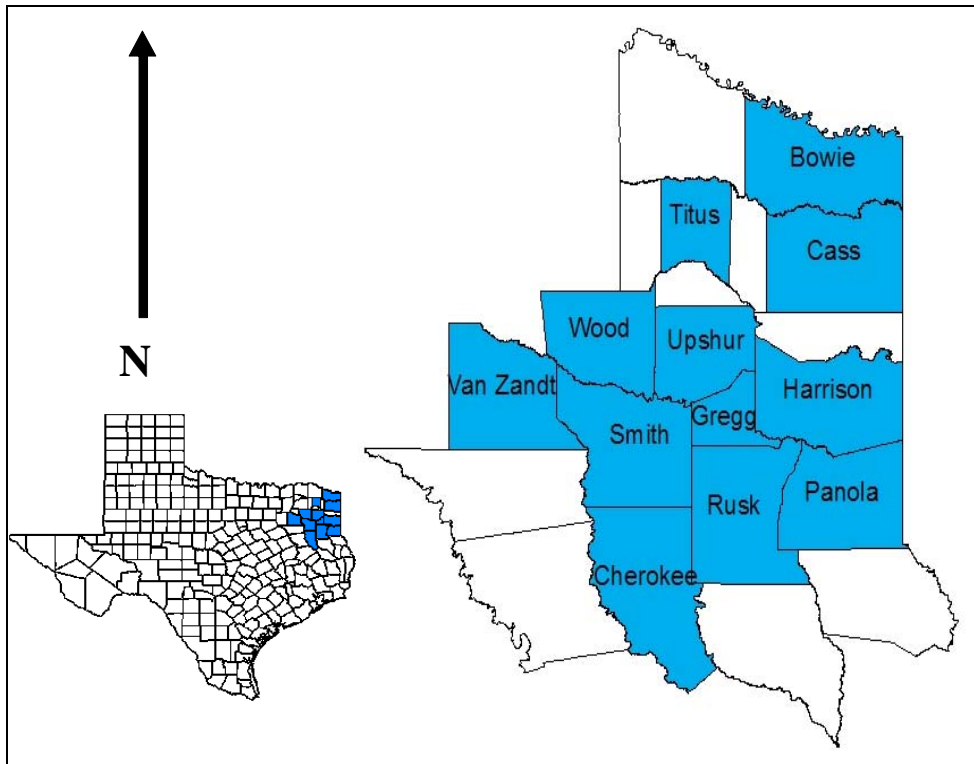 N
Bowie
Titus
Cass
Wood
Upshur
Van Zandt
Harrison
Gregg
Smith
Panola
Rusk
Cherokee